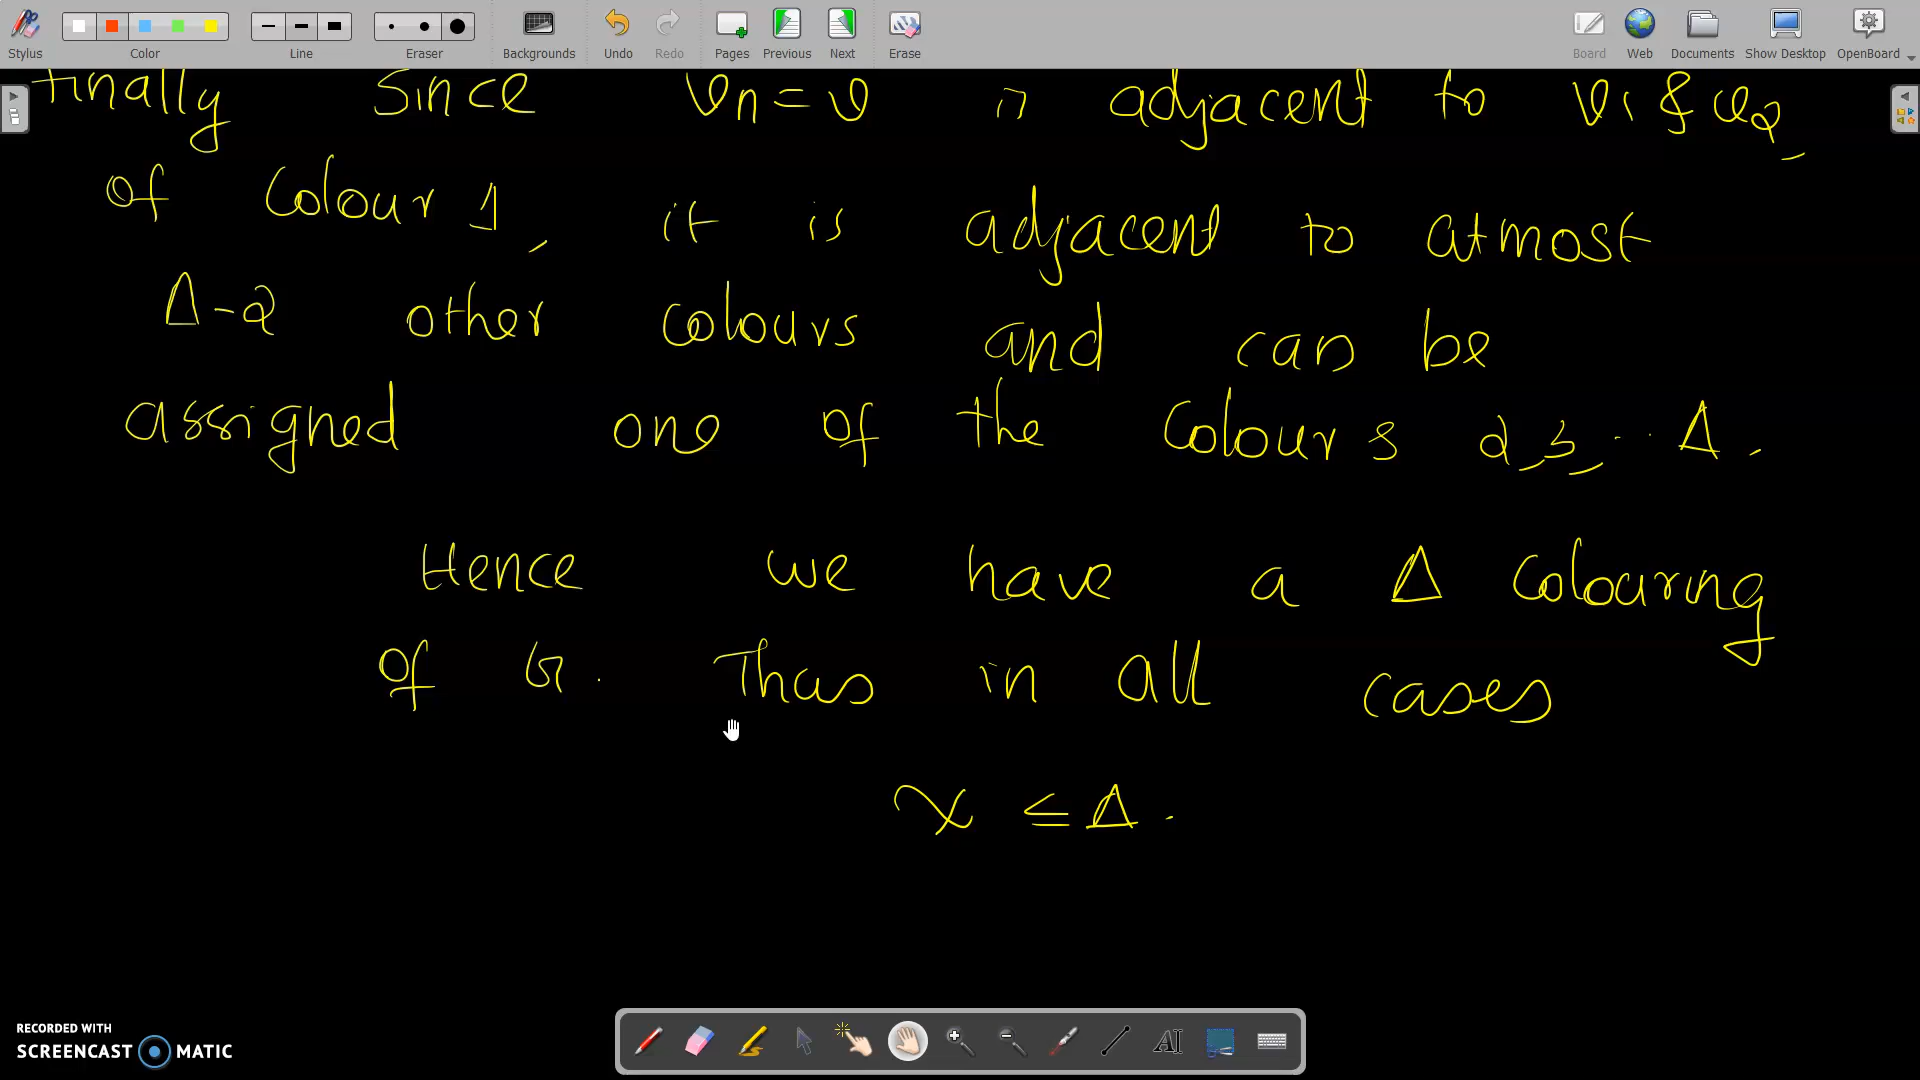 Stylus Color Line Eraser Backgrounds Undo Redo Pages Previous Next Erase Board Web Documents Show Desktop OpenBoard
finally since vn = v is adjacent to v1 & v2,
of colour 1, it is adjacent to atmost
Δ-2 other colours and can be
assigned one of the colours 2,3,... Δ.
Hence we have a Δ colouring
of G. Thus in all cases
χ ≤ Δ.
RECORDED WITH
SCREENCAST MATIC